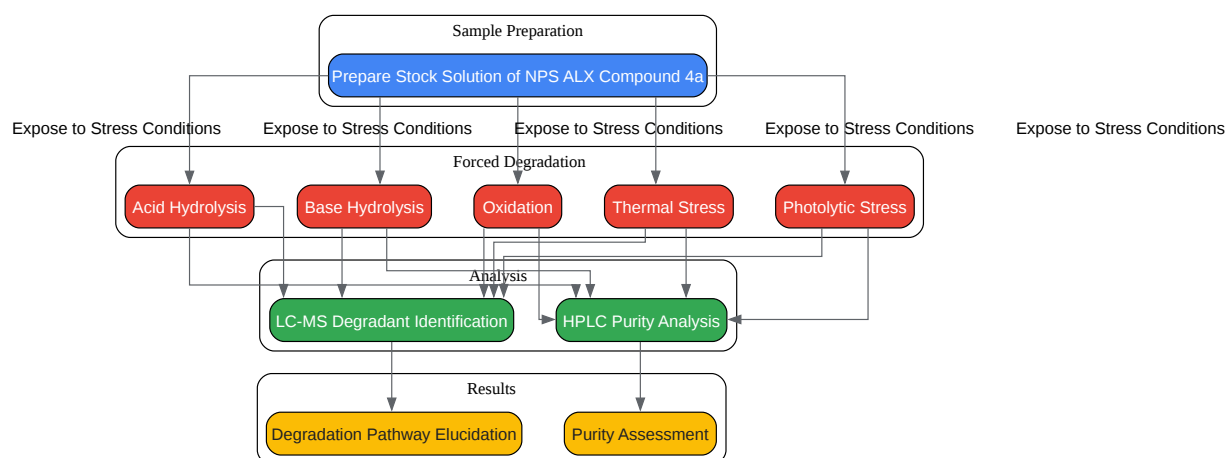 Sample Preparation
Prepare Stock Solution of NPS ALX Compound 4a
Expose to Stress Conditions
Expose to Stress Conditions
Expose to Stress Conditions
Expose to Stress Conditions
Expose to Stress Conditions
Forced Degradation
Acid Hydrolysis
Base Hydrolysis
Oxidation
Thermal Stress
Photolytic Stress
Analysis
LC-MS Degradant Identification
HPLC Purity Analysis
Results
Degradation Pathway Elucidation
Purity Assessment